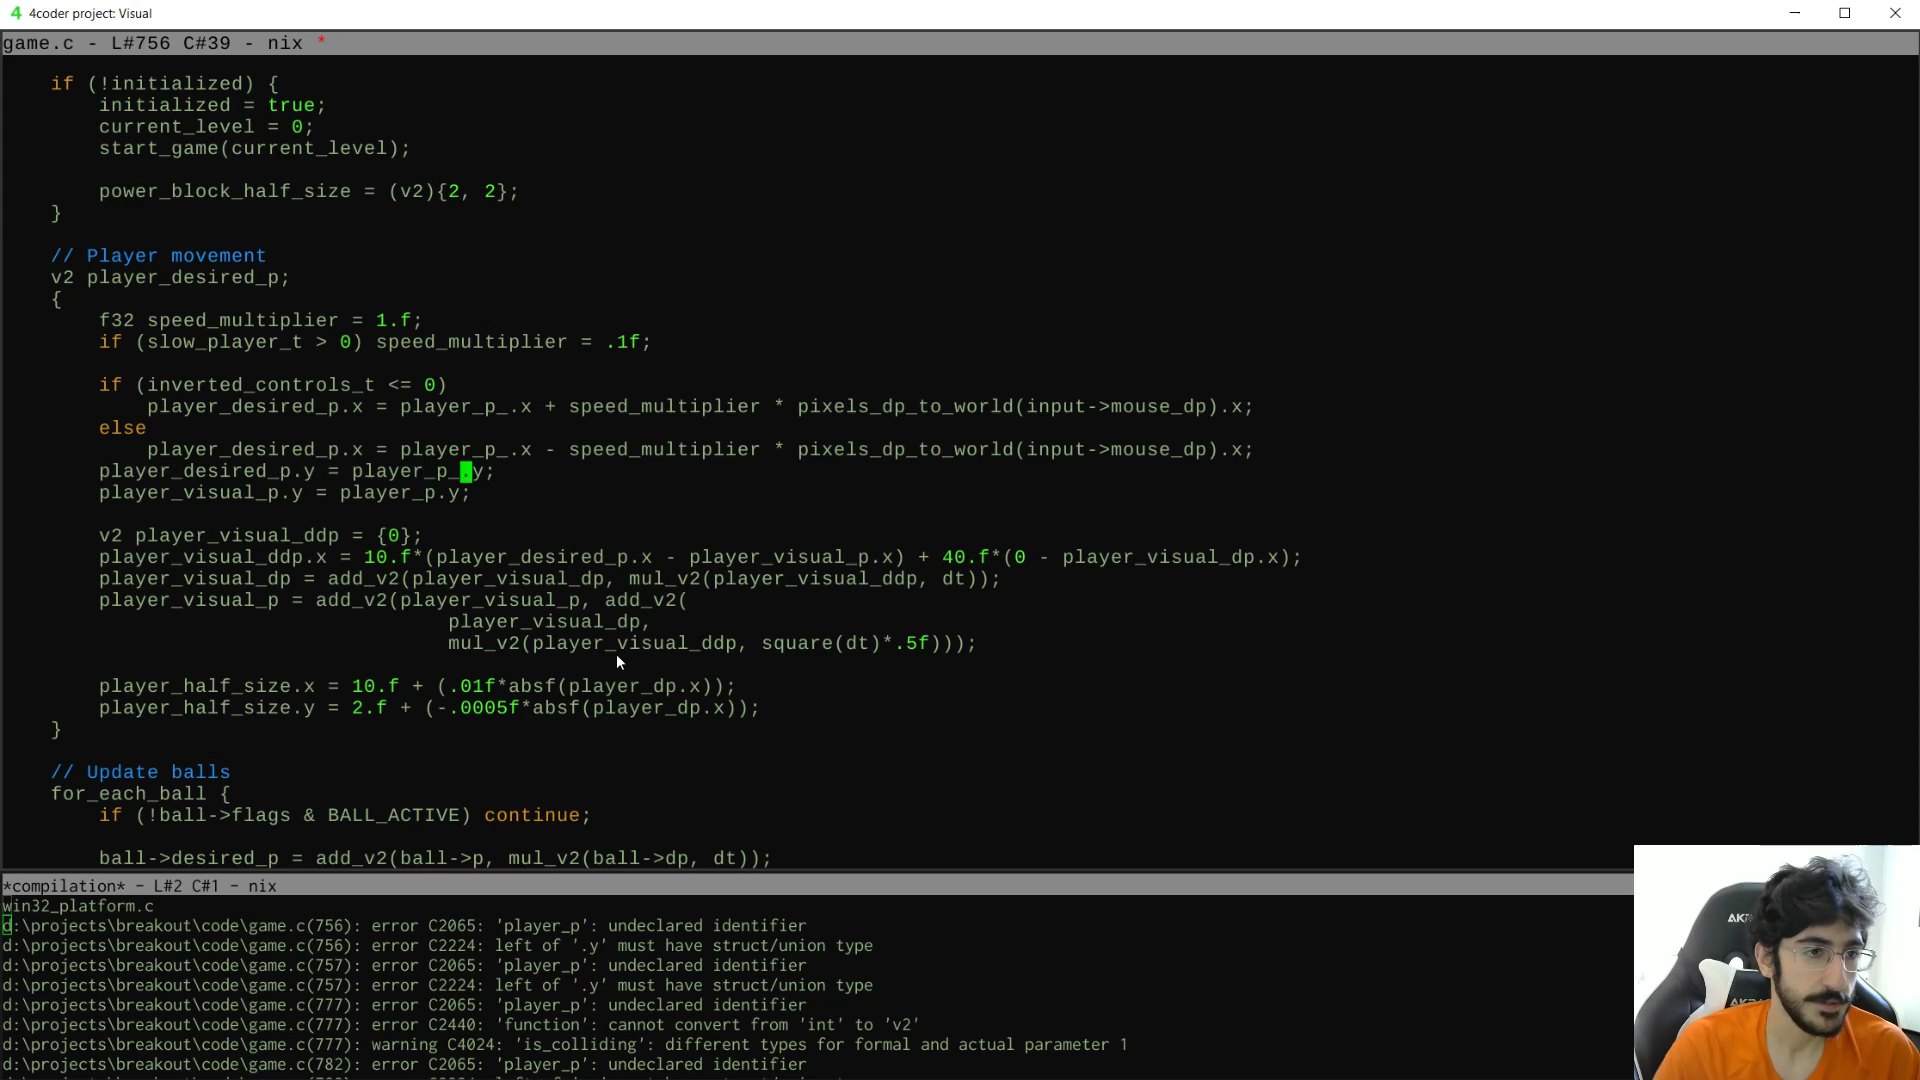 4 4coder project: Visual
game.c - L#756 C#39 - nix *
if (!initialized) {
initialized = true;
current_level = 0;
start_game(current_level);
power_block_half_size = (v2){2, 2};
}
// Player movement
v2 player_desired_p;
{
f32 speed_multiplier = 1.f;
if (slow_player_t > 0) speed_multiplier = .1f;
if (inverted_controls_t <= 0)
player_desired_p.x = player_p_.x + speed_multiplier * pixels_dp_to_world(input->mouse_dp).x;
else
player_desired_p.x = player_p_.x - speed_multiplier * pixels_dp_to_world(input->mouse_dp).x;
player_desired_p.y = player_p_.y;
player_visual_p.y = player_p.y;
v2 player_visual_ddp = {0};
player_visual_ddp.x = 10.f*(player_desired_p.x - player_visual_p.x) + 40.f*(0 - player_visual_dp.x);
player_visual_dp = add_v2(player_visual_dp, mul_v2(player_visual_ddp, dt));
player_visual_p = add_v2(player_visual_p, add_v2(
player_visual_dp,
mul_v2(player_visual_ddp, square(dt)*.5f)));
player_half_size.x = 10.f + (.01f*absf(player_dp.x));
player_half_size.y = 2.f + (-.0005f*absf(player_dp.x));
}
// Update balls
for_each_ball {
if (!ball->flags & BALL_ACTIVE) continue;
ball->desired_p = add_v2(ball->p, mul_v2(ball->dp, dt));
*compilation* - L#2 C#1 - nix
win32_platform.c
d:\projects\breakout\code\game.c(756): error C2065: 'player_p': undeclared identifier
d:\projects\breakout\code\game.c(756): error C2224: left of '.y' must have struct/union type
d:\projects\breakout\code\game.c(757): error C2065: 'player_p': undeclared identifier
d:\projects\breakout\code\game.c(757): error C2224: left of '.y' must have struct/union type
d:\projects\breakout\code\game.c(777): error C2065: 'player_p': undeclared identifier
d:\projects\breakout\code\game.c(777): error C2440: 'function': cannot convert from 'int' to 'v2'
d:\projects\breakout\code\game.c(777): warning C4024: 'is_colliding': different types for formal and actual parameter 1
d:\projects\breakout\code\game.c(782): error C2065: 'player_p': undeclared identifier